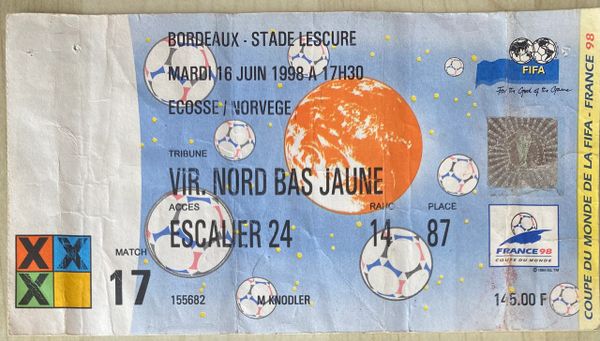 BORDEAUX - STADE LESCURE
MARDI 16 JUIN 1998 A 17H30
ECOSSE / NORVEGE
FIFA
For the Good of the Game
TRIBUNE
VIR. NORD BAS JAUNE
ACCES RANG PLACE
ESCALIER 24 14 87
X X X
MATCH
17
155682 M KNODLER
FRANCE 98
COUPE DU MONDE
145.00 F
COUPE DU MONDE DE LA FIFA - FRANCE 98